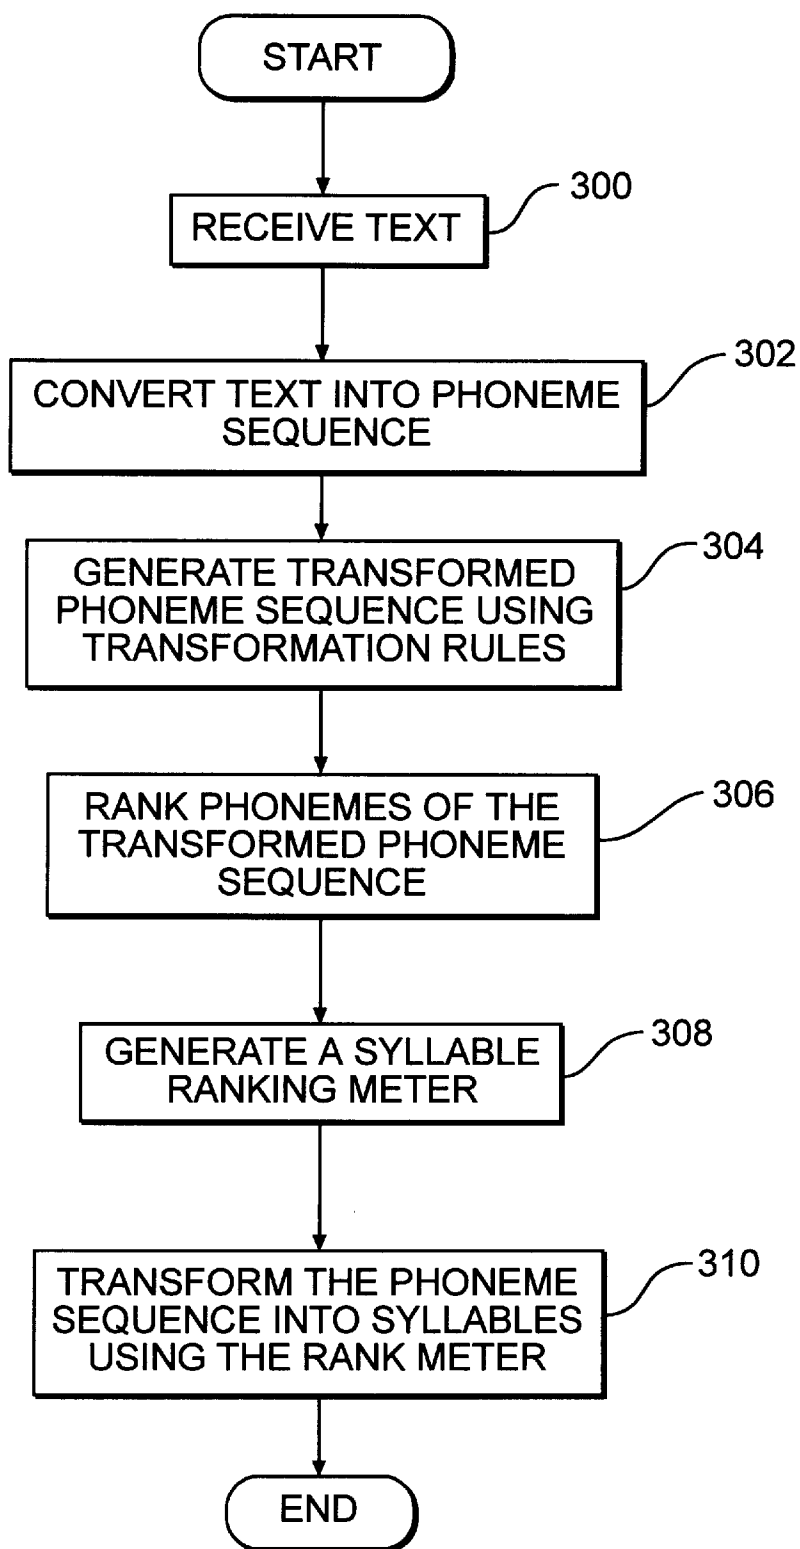 START
300
RECEIVE TEXT
302
CONVERT TEXT INTO PHONEME
SEQUENCE
304
GENERATE TRANSFORMED
PHONEME SEQUENCE USING
TRANSFORMATION RULES
306
RANK PHONEMES OF THE
TRANSFORMED PHONEME
SEQUENCE
308
GENERATE A SYLLABLE
RANKING METER
310
TRANSFORM THE PHONEME
SEQUENCE INTO SYLLABLES
USING THE RANK METER
END